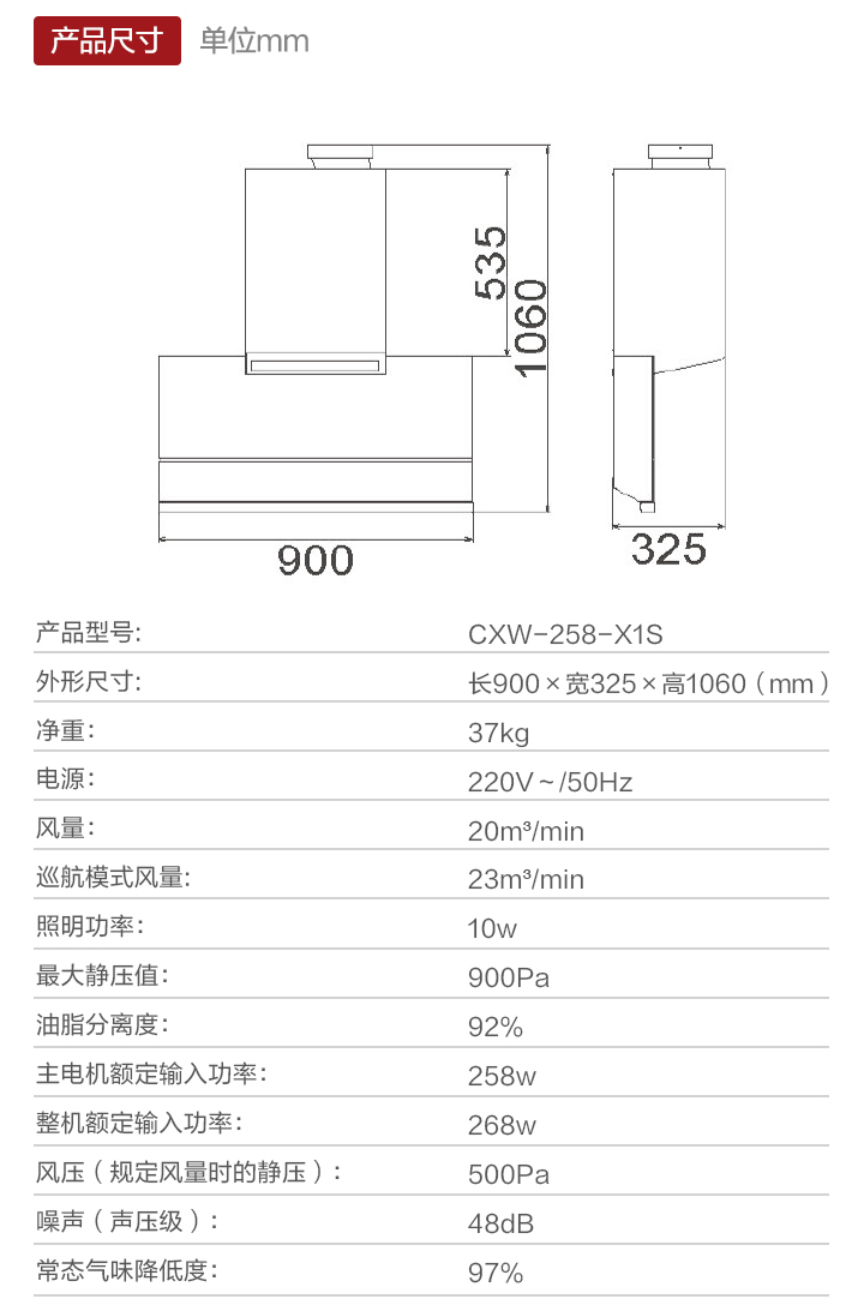 产品尺寸 单位mm
535
1060
900
325
产品型号: CXW-258-X1S
外形尺寸: 长900×宽325×高1060（mm）
净重: 37kg
电源: 220V~/50Hz
风量: 20m³/min
巡航模式风量: 23m³/min
照明功率: 10w
最大静压值: 900Pa
油脂分离度: 92%
主电机额定输入功率: 258w
整机额定输入功率: 268w
风压（规定风量时的静压）: 500Pa
噪声（声压级）: 48dB
常态气味降低度: 97%